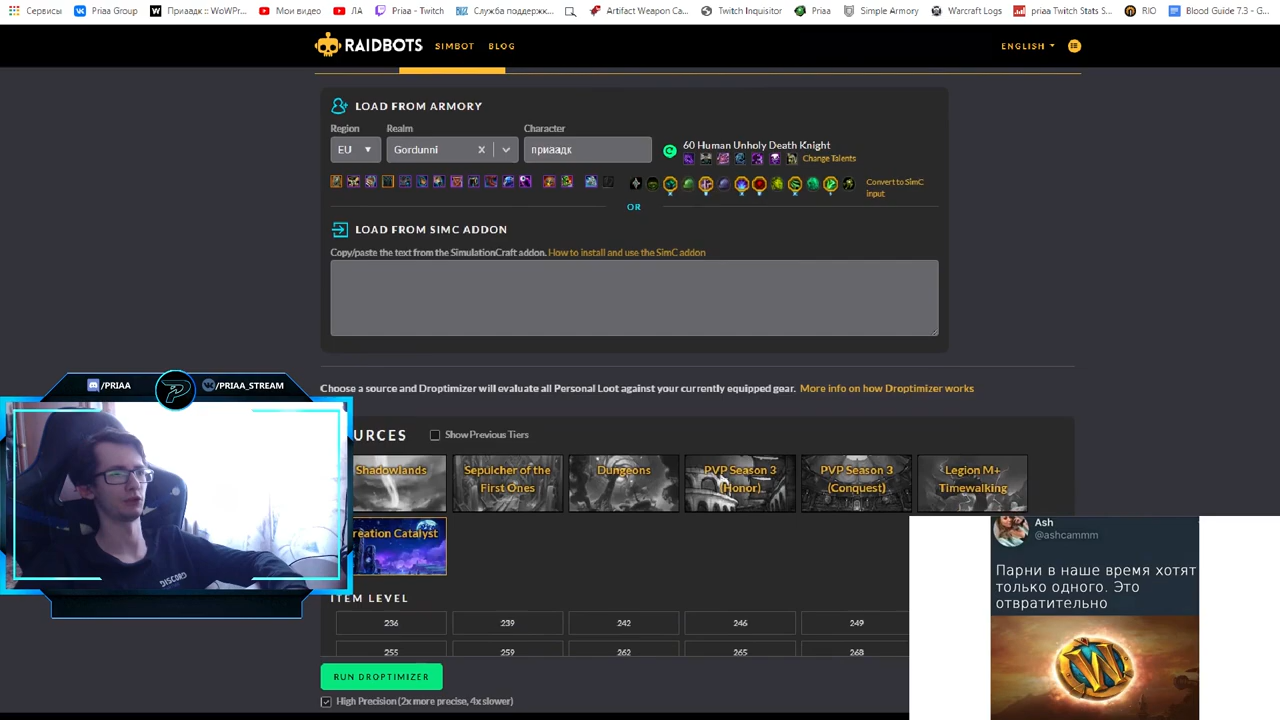 Сервисы Priaa Group Приаадк :: WoWPr... Мои видео ЛА Priaa - Twitch Служба поддержк... Artifact Weapon Ca... Twitch Inquisitor Priaa Simple Armory Warcraft Logs priaa Twitch Stats S... RIO Blood Guide 7.3 - G...
RAIDBOTS SIMBOT BLOG ENGLISH
LOAD FROM ARMORY
Region Realm Character
EU Gordunni приаадк
60 Human Unholy Death Knight
Change Talents
Convert to SimC
input
OR
LOAD FROM SIMC ADDON
Copy/paste the text from the SimulationCraft addon. How to install and use the SimC addon
/PRIAA /PRIAA_STREAM
Choose a source and Droptimizer will evaluate all Personal Loot against your currently equipped gear. More info on how Droptimizer works
URCES Show Previous Tiers
Shadowlands Sepulcher of the Dungeons PVP Season 3 PVP Season 3 Legion M+
First Ones (Honor) (Conquest) Timewalking
reation Catalyst
DISCORD
ITEM LEVEL
236 239 242 246 249
255 259 262 265 268
RUN DROPTIMIZER
High Precision (2x more precise, 4x slower)
Ash
@ashcammm
Парни в наше время хотят
только одного. Это
отвратительно
W